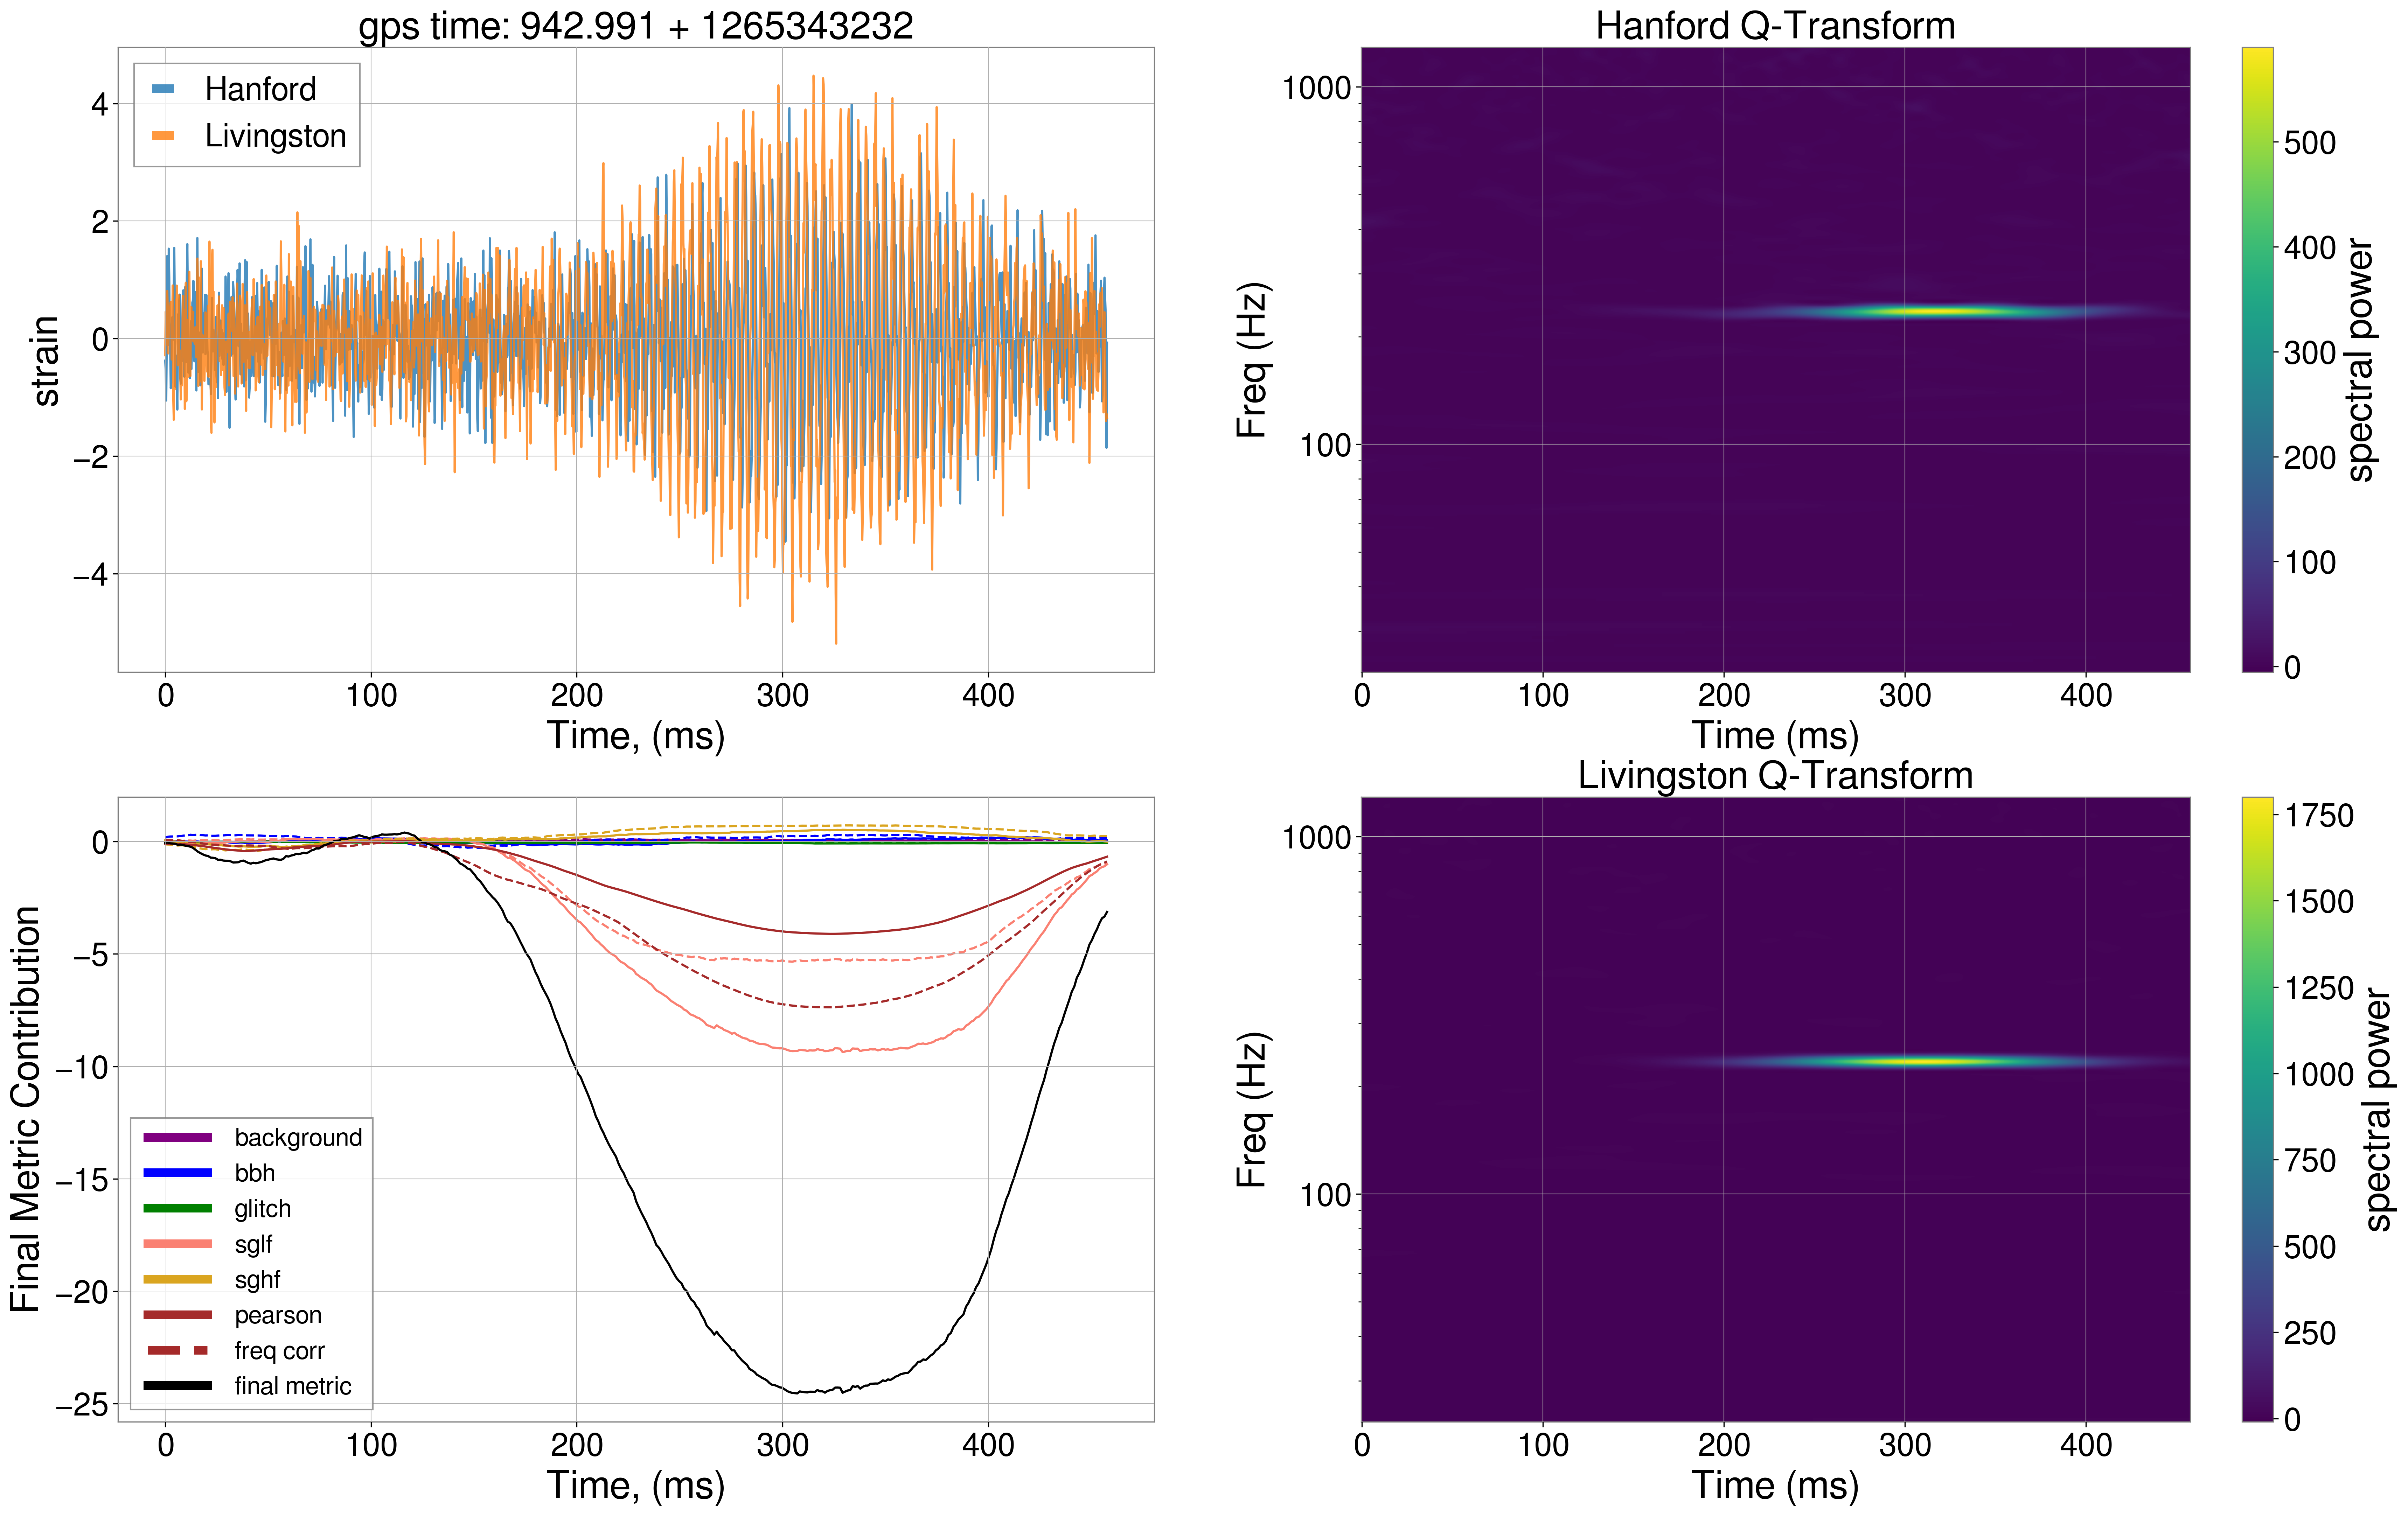 gps time: 942.991 + 1265343232
Hanford
Livingston
4
2
0
−2
−4
strain
0
100
200
300
400
Time, (ms)
Hanford Q-Transform
1000
100
Freq (Hz)
0
100
200
300
400
Time (ms)
500
400
300
200
100
0
spectral power
0
−5
−10
−15
−20
−25
Final Metric Contribution
background
bbh
glitch
sglf
sghf
pearson
freq corr
final metric
0
100
200
300
400
Time, (ms)
Livingston Q-Transform
1000
100
Freq (Hz)
0
100
200
300
400
Time (ms)
1750
1500
1250
1000
750
500
250
0
spectral power